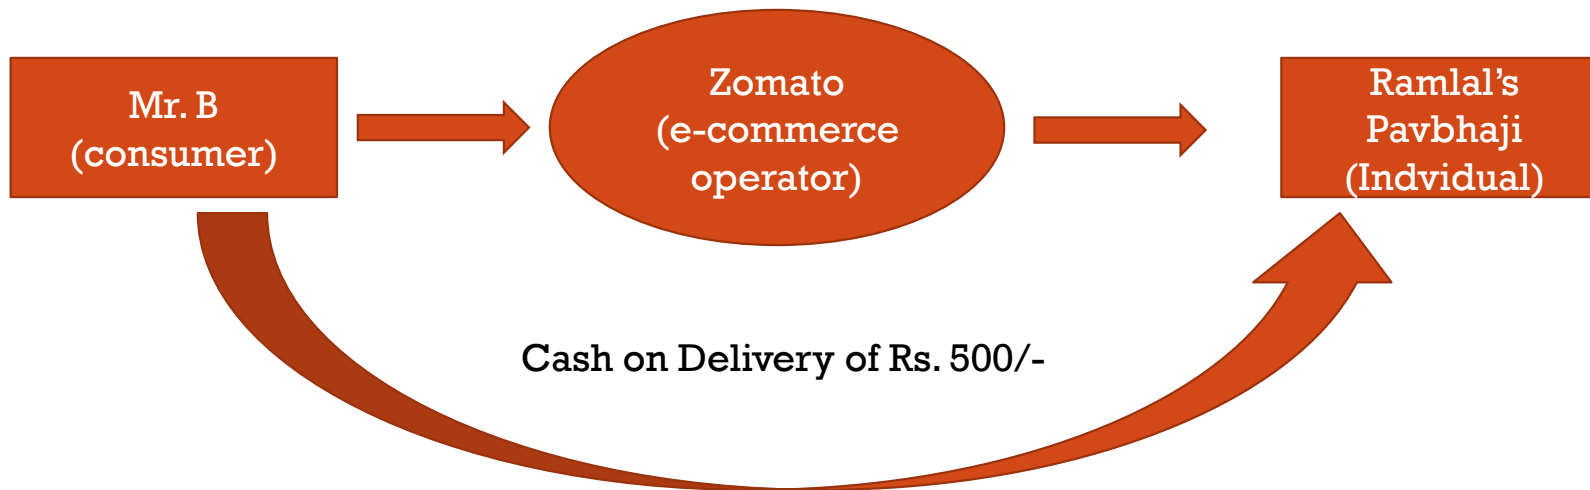 Mr. B
(consumer)
Zomato
(e-commerce
operator)
Ramlal's
Pavbhaji
(Indvidual)
Cash on Delivery of Rs. 500/-